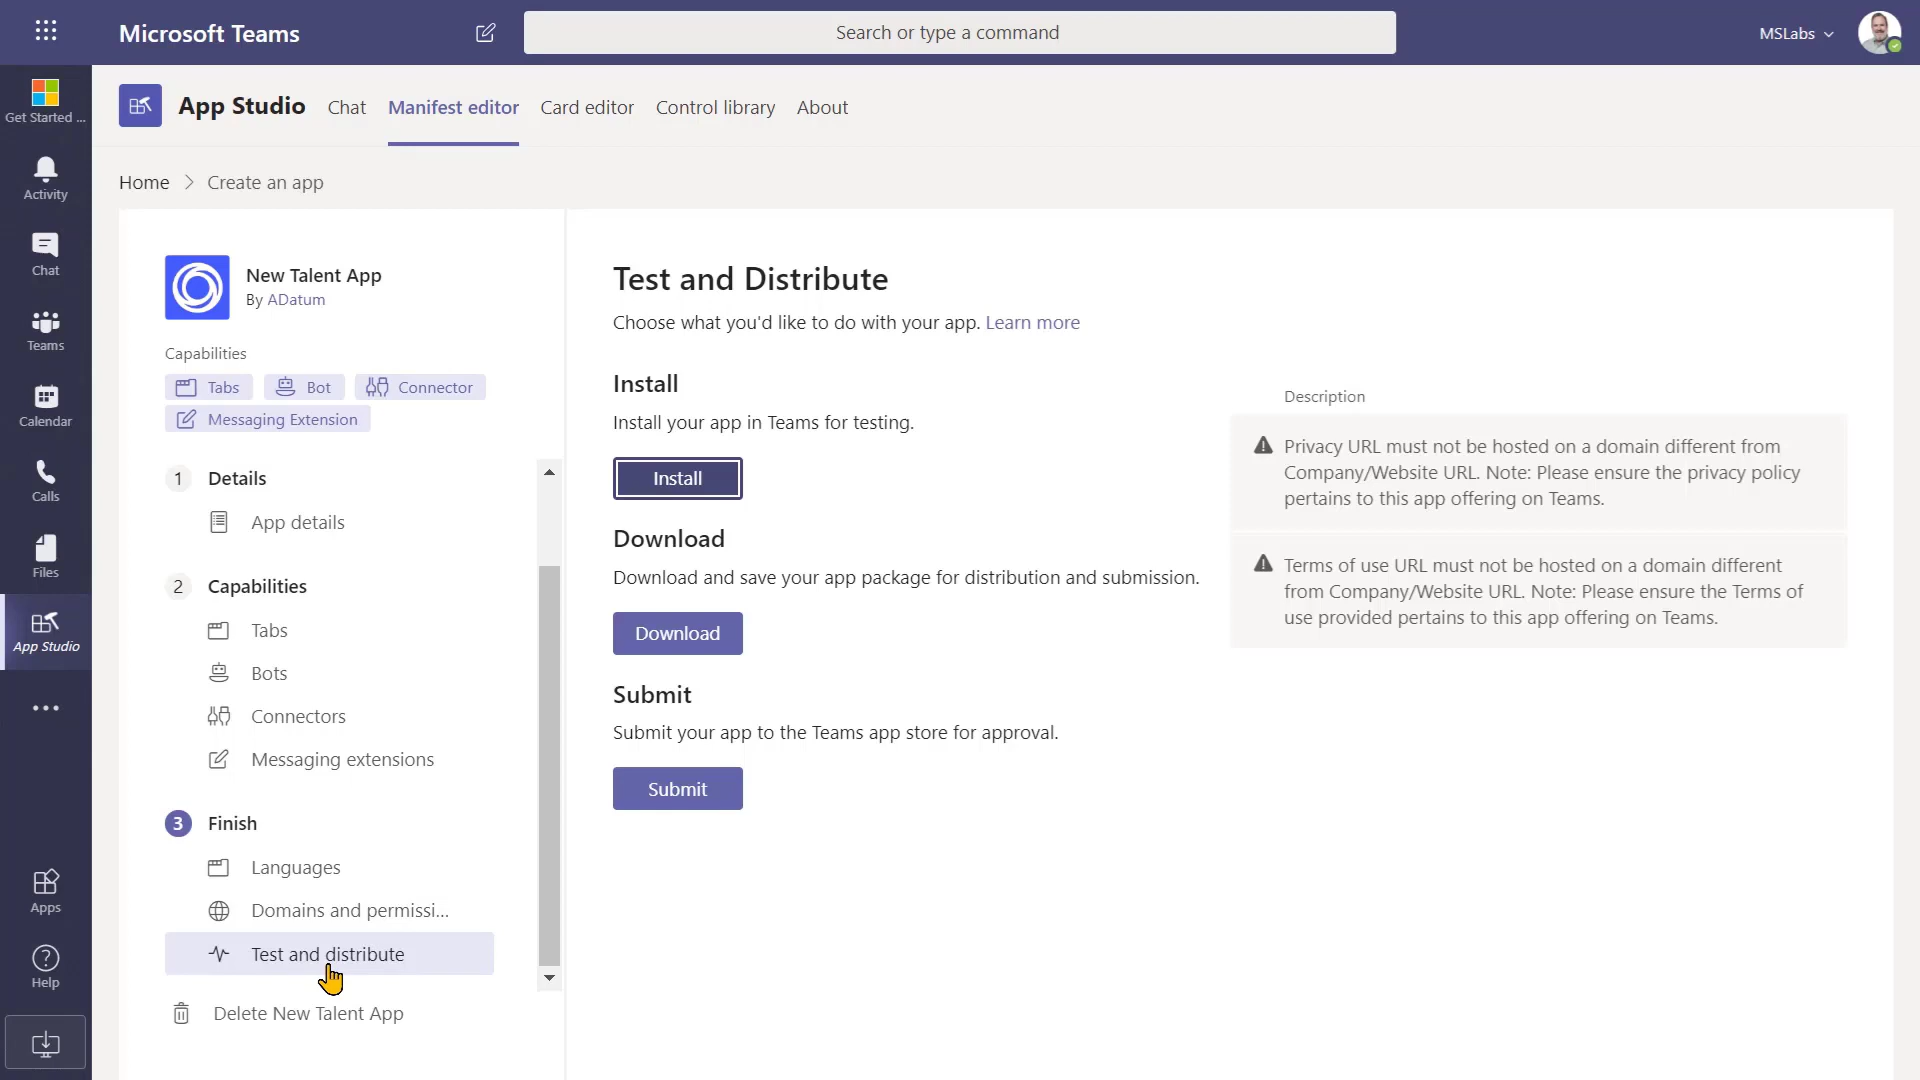 Microsoft Teams
Search or type a command
MSLabs
Get Started ...
Activity
Chat
Teams
Calendar
Calls
Files
App Studio
Apps
Help
App Studio
Chat
Manifest editor
Card editor
Control library
About
Home
Create an app
New Talent App
By ADatum
Capabilities
Tabs
Bot
Connector
Messaging Extension
1 Details
App details
2 Capabilities
Tabs
Bots
Connectors
Messaging extensions
3 Finish
Languages
Domains and permissi...
Test and distribute
Delete New Talent App
Test and Distribute
Choose what you'd like to do with your app. Learn more
Install
Install your app in Teams for testing.
Install
Download
Download and save your app package for distribution and submission.
Download
Submit
Submit your app to the Teams app store for approval.
Submit
Description
Privacy URL must not be hosted on a domain different from
Company/Website URL. Note: Please ensure the privacy policy
pertains to this app offering on Teams.
Terms of use URL must not be hosted on a domain different
from Company/Website URL. Note: Please ensure the Terms of
use provided pertains to this app offering on Teams.